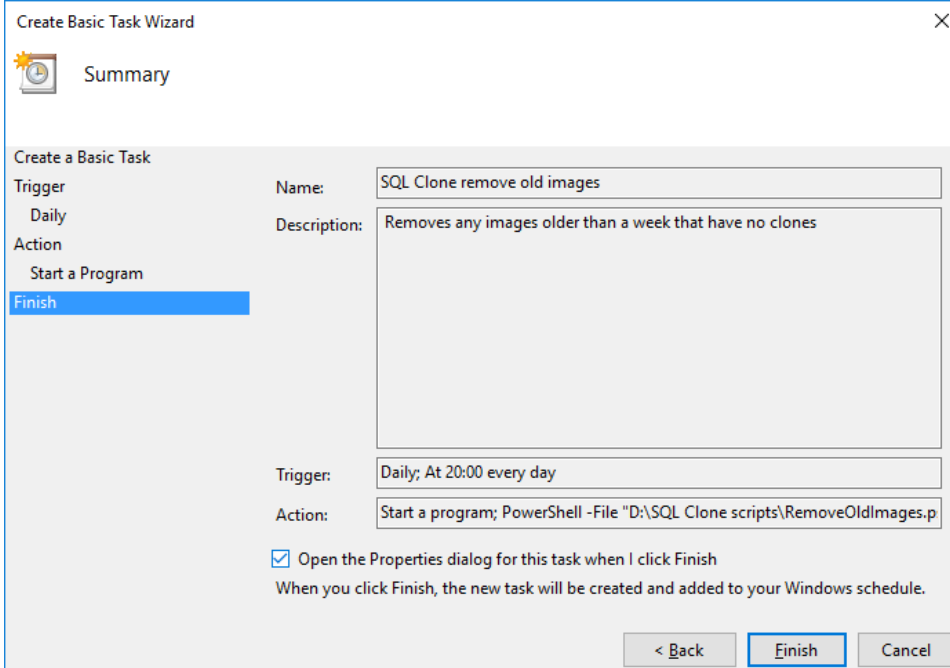 Create Basic Task Wizard
Summary
Create a Basic Task
Trigger
Daily
Action
Start a Program
Finish
Name:
SQL Clone remove old images
Description:
Removes any images older than a week that have no clones
Trigger:
Daily; At 20:00 every day
Action:
Start a program; PowerShell -File "D:\SQL Clone scripts\RemoveOldImages.p
Open the Properties dialog for this task when I click Finish
When you click Finish, the new task will be created and added to your Windows schedule.
< Back
Finish
Cancel